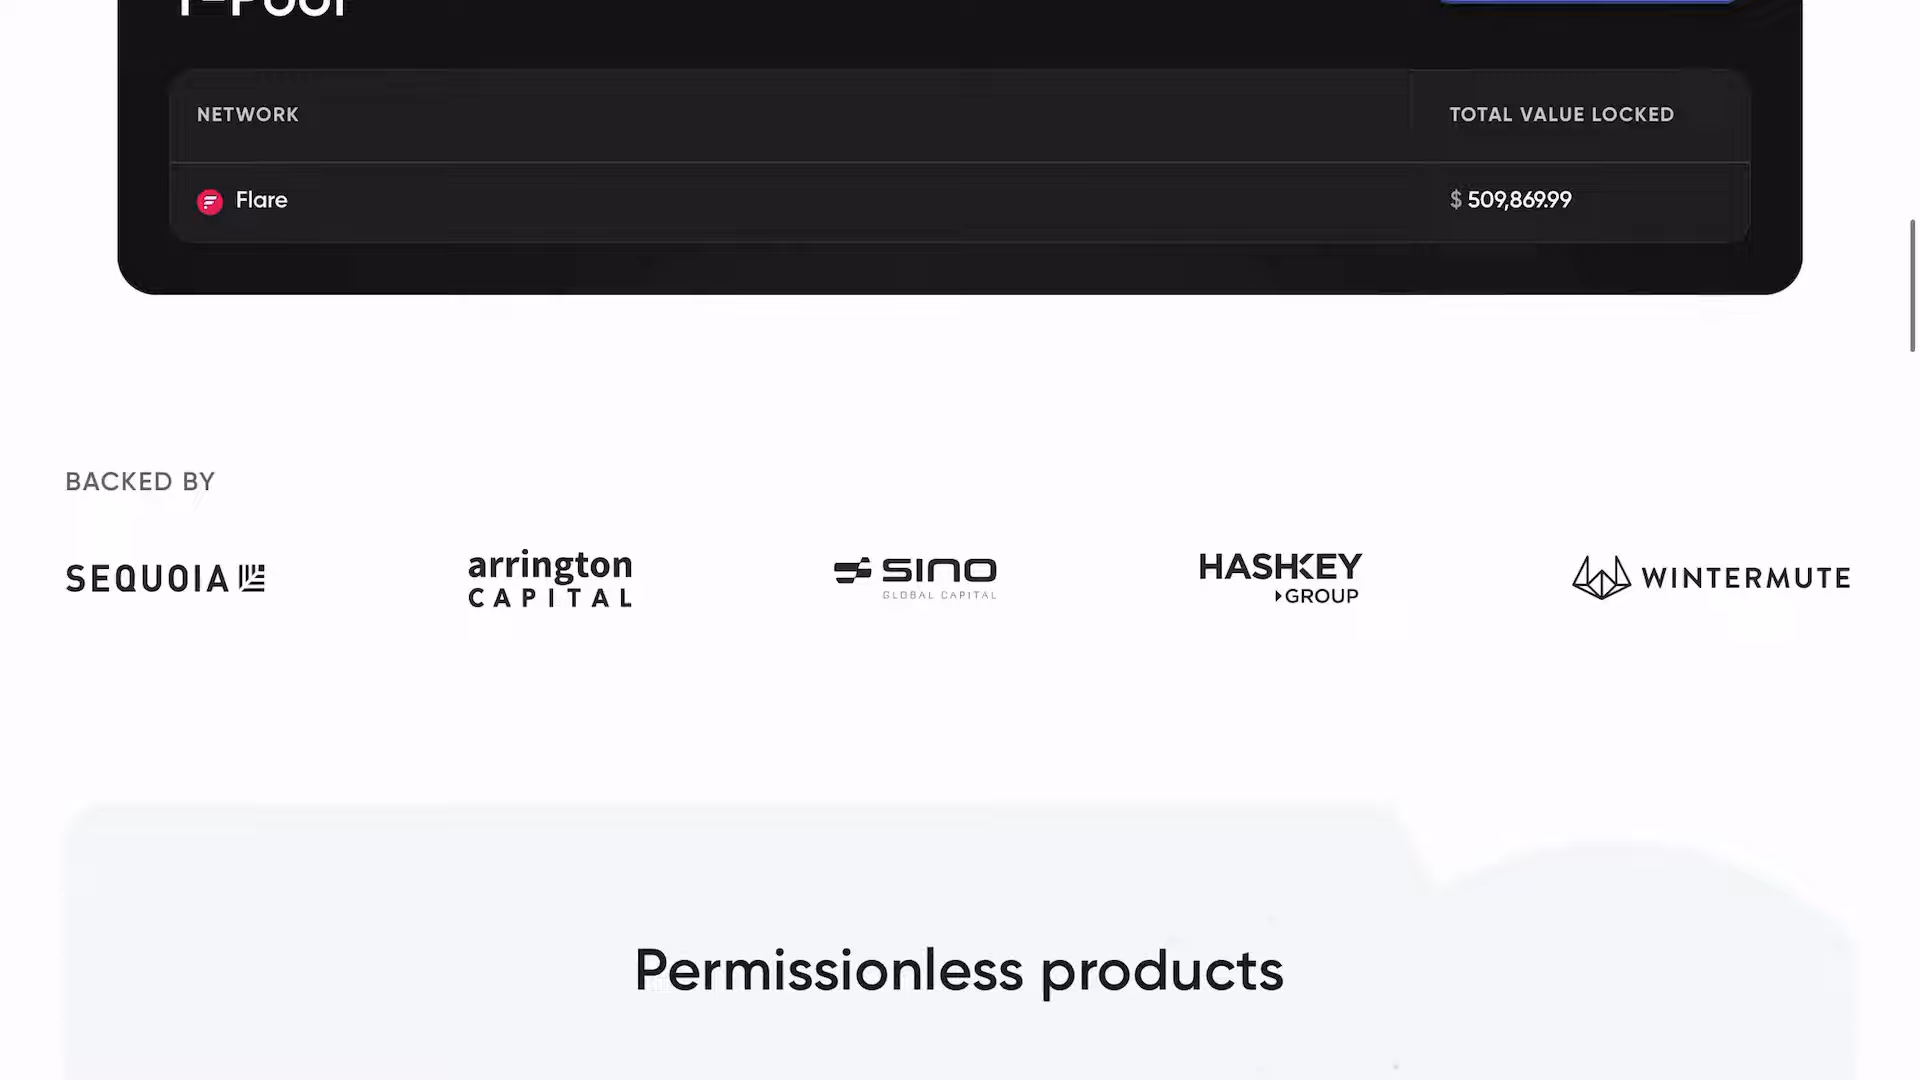 NETWORK
TOTAL VALUE LOCKED
Flare
$ 509,869.99
BACKED BY
SEQUOIA
arrington
CAPITAL
SINO
GLOBAL CAPITAL
HASHKEY
GROUP
WINTERMUTE
Permissionless products